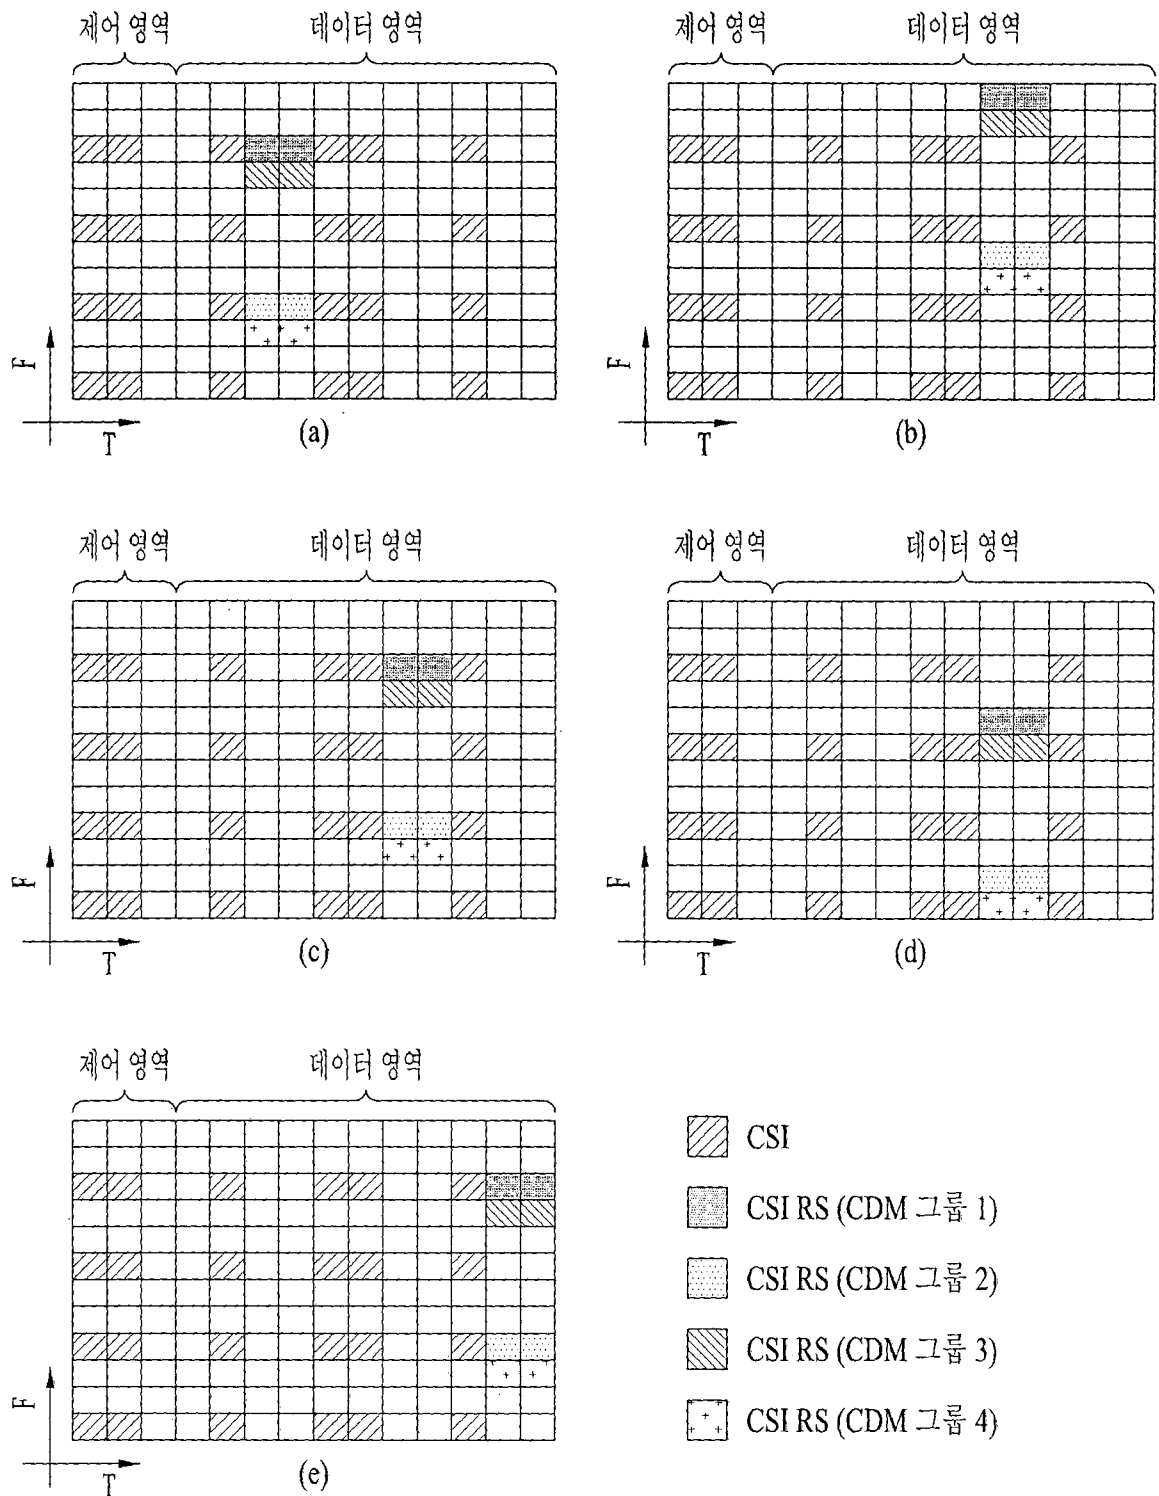 제어 영역 데이터 영역
제어 영역 데이터 영역
F
T
(a)
F
T
(b)
제어 영역 데이터 영역
제어 영역 데이터 영역
F
T
(c)
F
T
(d)
제어 영역 데이터 영역
F
T
(e)
CSI
CSI RS (CDM 그룹 1)
CSI RS (CDM 그룹 2)
CSI RS (CDM 그룹 3)
CSI RS (CDM 그룹 4)